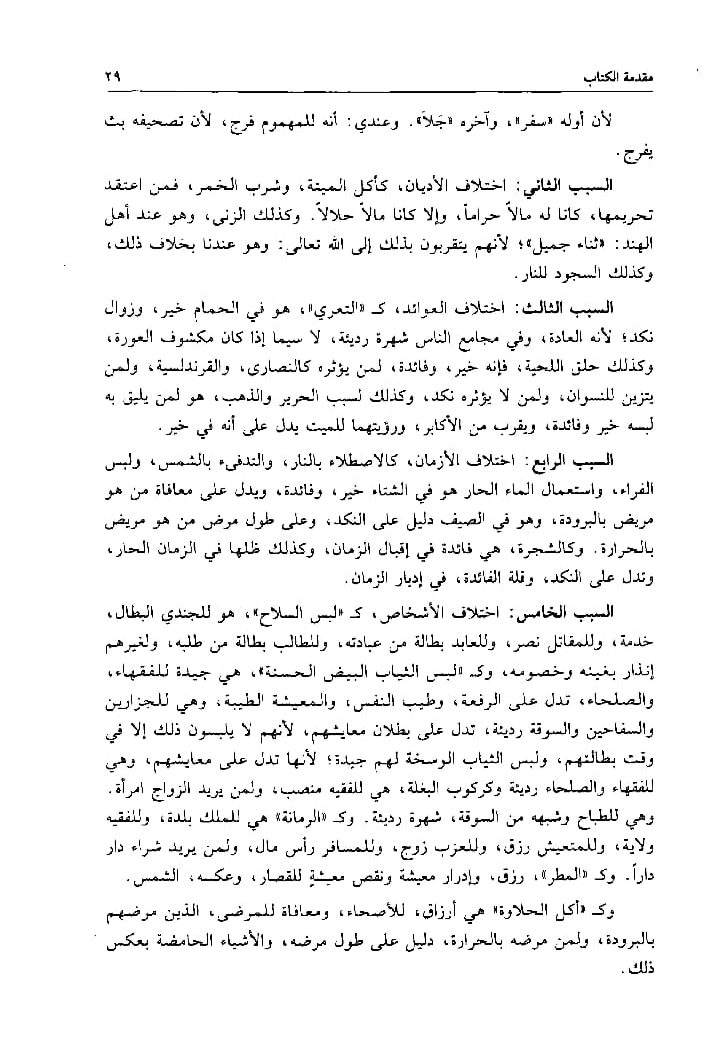 مقدمة الكتاب ٢٩
لأن أوله «سفر»، وآخره «جَلاَ». وعندي: أنه للمهموم فرج، لأن تصحيفه بث
يفرج.
السبب الثاني: اختلاف الأديان، كأكل الميتة، وشرب الخمر، فمن اعتقد
تحريمها، كانا له مالاً حراماً، وإلا كانا مالاً حلالاً. وكذلك الزنى، وهو عند أهل
الهند: «ثناء جميل»؛ لأنهم يتقربون بذلك إلى الله تعالى: وهو عندنا بخلاف ذلك،
وكذلك السجود للنار.
السبب الثالث: اختلاف العوائد، كـ «التعري»، هو في الحمام خير، وزوال
نكد؛ لأنه العادة، وفي مجامع الناس شهرة رديئة، لا سيما إذا كان مكشوف العورة،
وكذلك حلق اللحية، فإنه خير، وفائدة، لمن يؤثره كالنصارى، والقرندلسية، ولمن
يتزين للنسوان، ولمن لا يؤثره نكد، وكذلك لبسب الحرير والذهب، هو لمن يليق به
لبسه خير وفائدة، ويقرب من الأكابر، ورؤيتهما للميت يدل على أنه في خير.
السبب الرابع: اختلاف الأزمان، كالاصطلاء بالنار، والتدفىء بالشمس، ولبس
الفراء، واستعمال الماء الحار هو في الشتاء خير، وفائدة، ويدل على معافاة من هو
مريض بالبرودة، وهو في الصيف دليل على النكد، وعلى طول مرض من هو مريض
بالحرارة. وكالشجرة، هي فائدة في إقبال الزمان، وكذلك ظلها في الزمان الحار،
وتدل على النكد، وقلة الفائدة، في إدبار الزمان.
السبب الخامس: اختلاف الأشخاص، كـ «لبس السلاح»، هو للجندي البطال،
خدمة، وللمقاتل نصر، وللعابد بطالة من عبادته، وللطالب بطالة من طلبه، ولغيرهم
إنذار بغيته وخصومه، وكـ «لبس الثياب البيض الحسنة»، هي جيدة للفقهاء،
والصلحاء، تدل على الرفعة، وطيب النفس، والمعيشة الطيبة، وهي للجزارين
والسفاحين والسوقة رديئة، تدل على بطلان معايشهم، لأنهم لا يلبسون ذلك إلا في
وقت بطالتهم، ولبس الثياب الوسخة لهم جيدة؛ لأنها تدل على معايشهم، وهي
للفقهاء والصلحاء رديئة وكركوب البغلة، هي للفقيه منصب، ولمن يريد الزواج امرأة.
وهي للطباخ وشبهه من السوقة، شهرة رديئة. وكـ «الرمانة» هي للملك بلدة، وللفقيه
ولاية، وللمتعيش رزق، وللعزب زوج، وللمسافر رأس مال، ولمن يريد شراء دار
داراً. وكـ «المطر»، رزق، وإدرار معيشة ونقص معيشةٍ للقصار، وعكسه، الشمس.
وكـ «أكل الحلاوة» هي أرزاق، للأصحاء، ومعافاة للمرضى، الذين مرضهم
بالبرودة، ولمن مرضه بالحرارة، دليل على طول مرضه، والأشياء الحامضة بعكس
ذلك.